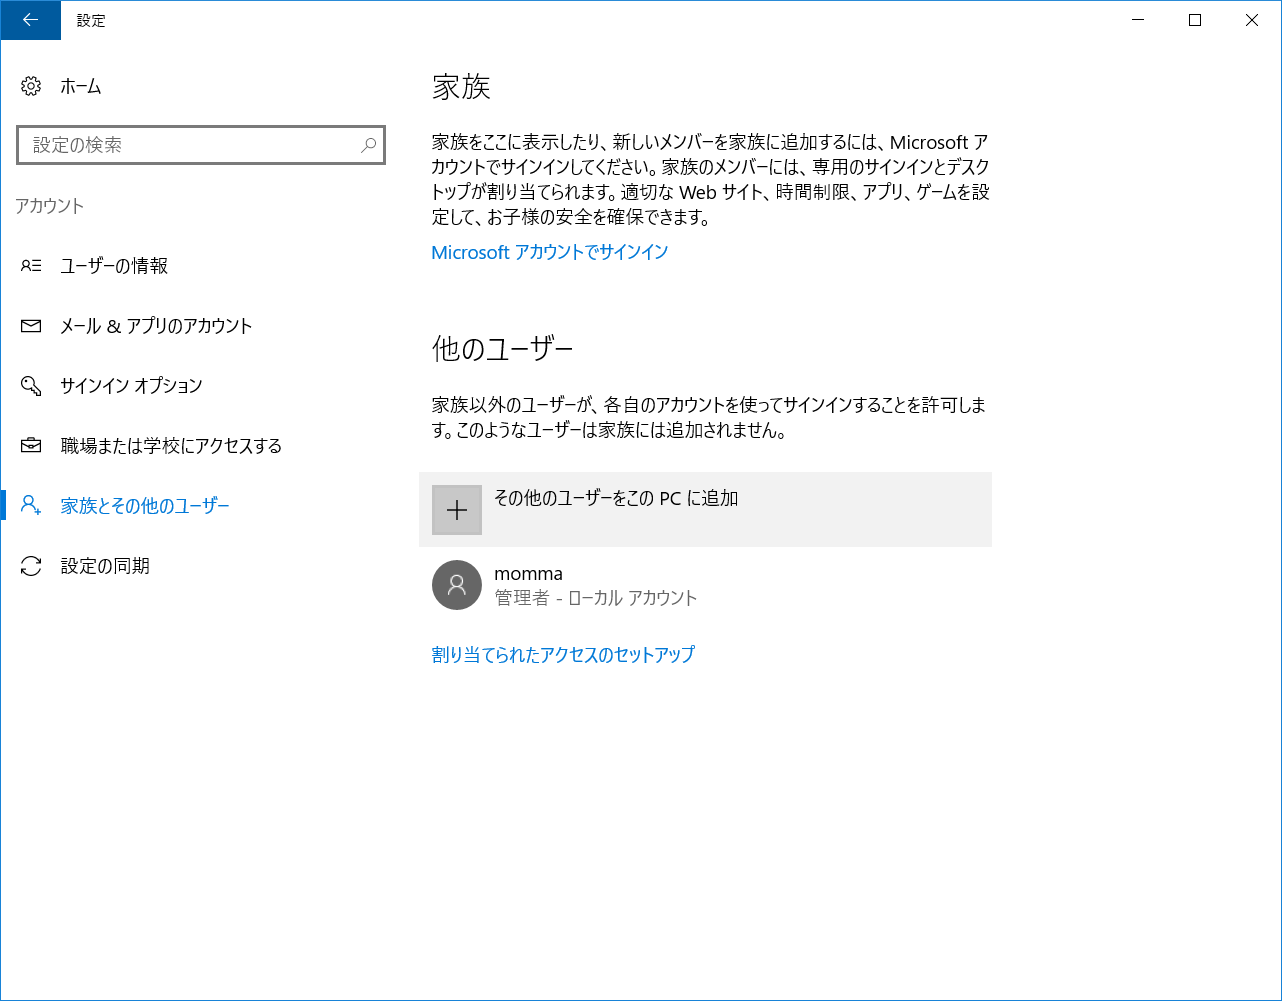 設定
ホーム
設定の検索
アカウント
ユーザーの情報
メール & アプリのアカウント
サインイン オプション
職場または学校にアクセスする
家族とその他のユーザー
設定の同期
家族
家族をここに表示したり、新しいメンバーを家族に追加するには、Microsoft ア
カウントでサインインしてください。家族のメンバーには、専用のサインインとデスク
トップが割り当てられます。適切な Web サイト、時間制限、アプリ、ゲームを設
定して、お子様の安全を確保できます。
Microsoft アカウントでサインイン
他のユーザー
家族以外のユーザーが、各自のアカウントを使ってサインインすることを許可しま
す。このようなユーザーは家族には追加されません。
その他のユーザーをこの PC に追加
momma
管理者 - ローカル アカウント
割り当てられたアクセスのセットアップ